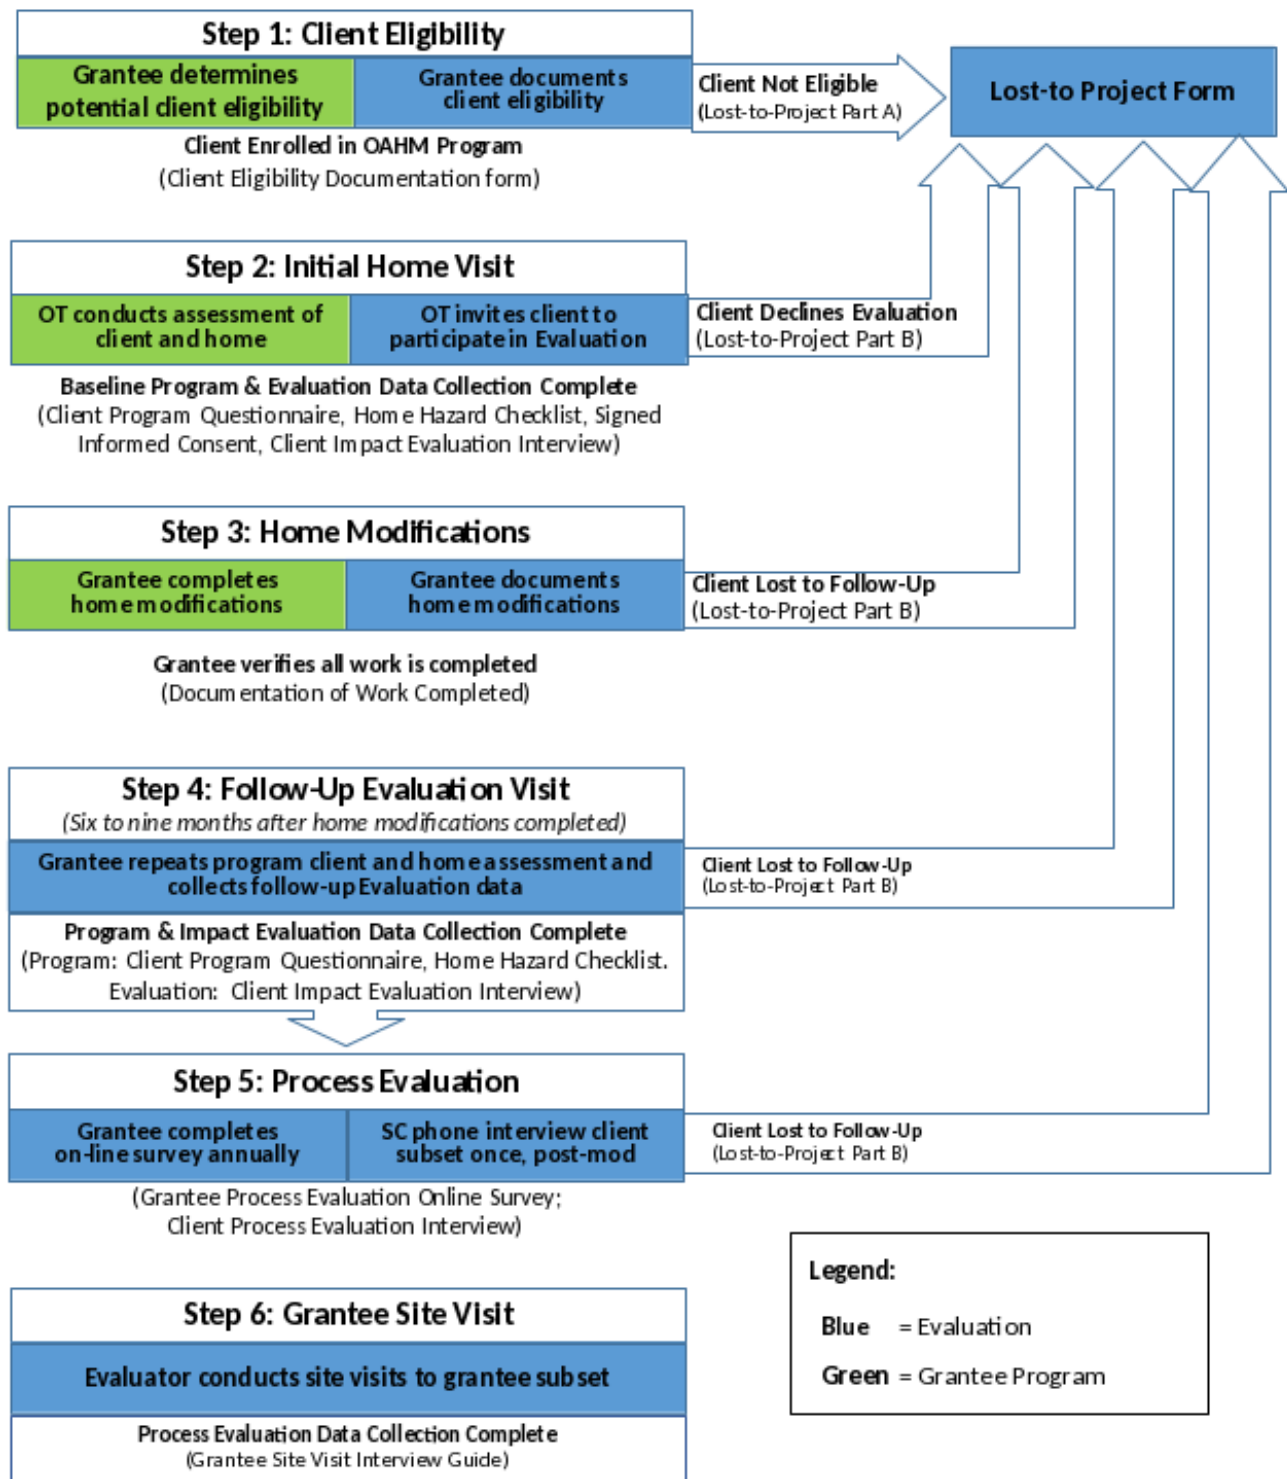 Step 1: Client Eligibility
Grantee determines
potential client eligibility
Grantee documents
client eligibility
Client Not Eligible
(Lost-to-Project Part A)
Lost-to Project Form
Client Enrolled in OAHM Program
(Client Eligibility Documentation form)
Step 2: Initial Home Visit
OT conducts assessment of
client and home
OT invites client to
participate in Evaluation
Client Declines Evaluation
(Lost-to-Project Part B)
Baseline Program & Evaluation Data Collection Complete
(Client Program Questionnaire, Home Hazard Checklist, Signed
Informed Consent, Client Impact Evaluation Interview)
Step 3: Home Modifications
Grantee completes
home modifications
Grantee documents
home modifications
Client Lost to Follow-Up
(Lost-to-Project Part B)
Grantee verifies all work is completed
(Documentation of Work Completed)
Step 4: Follow-Up Evaluation Visit
(Six to nine months after home modifications completed)
Grantee repeats program client and home assessment and
collects follow-up Evaluation data
Client Lost to Follow-Up
(Lost-to-Project Part B)
Program & Impact Evaluation Data Collection Complete
(Program: Client Program Questionnaire, Home Hazard Checklist.
Evaluation: Client Impact Evaluation Interview)
Step 5: Process Evaluation
Grantee completes
on-line survey annually
SC phone interview client
subset once, post-mod
Client Lost to Follow-Up
(Lost-to-Project Part B)
(Grantee Process Evaluation Online Survey;
Client Process Evaluation Interview)
Step 6: Grantee Site Visit
Evaluator conducts site visits to grantee subset
Process Evaluation Data Collection Complete
(Grantee Site Visit Interview Guide)
Legend:
Blue = Evaluation
Green = Grantee Program